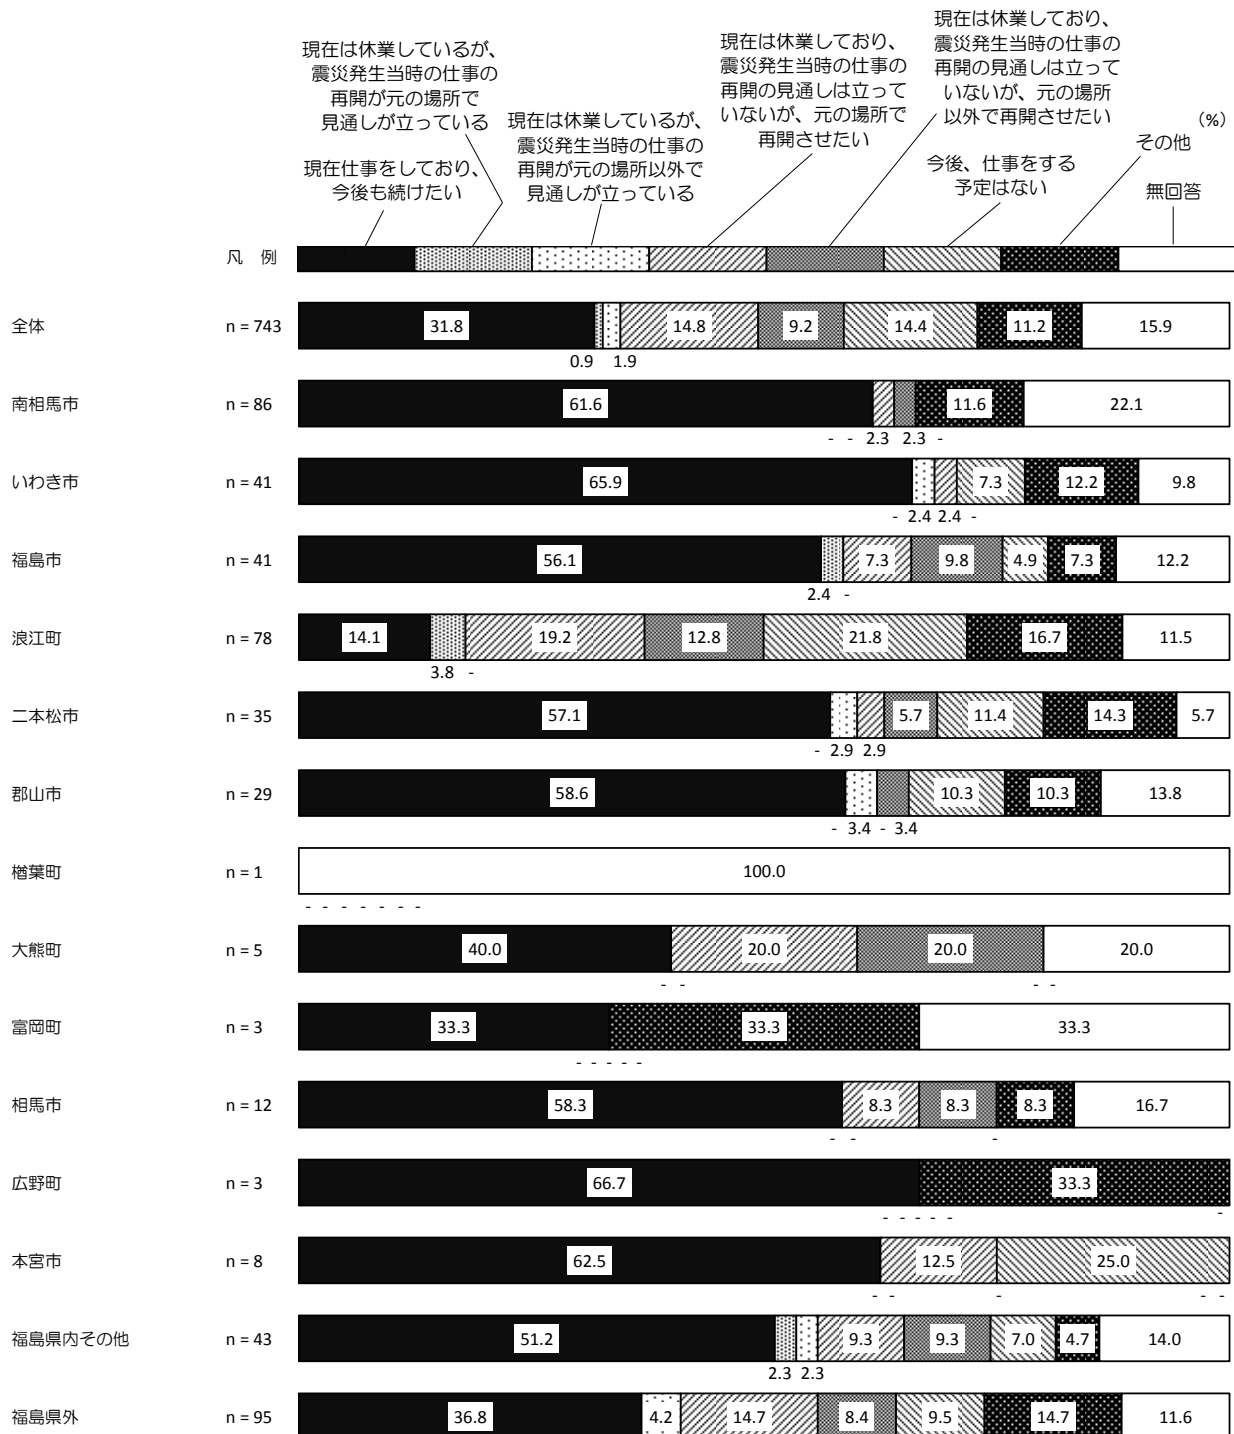 現在は休業しているが、
震災発生当時の仕事の
再開が元の場所で
見通しが立っている
現在仕事をしており、
今後も続けたい
現在は休業しているが、
震災発生当時の仕事の
再開が元の場所以外で
見通しが立っている
現在は休業しており、
震災発生当時の仕事の
再開の見通しは立って
いないが、元の場所で
再開させたい
現在は休業しており、
震災発生当時の仕事の
再開の見通しは立って
いないが、元の場所
以外で再開させたい
今後、仕事をする
予定はない
その他
(%)
無回答
凡 例
全体 n = 743 31.8 14.8 9.2 14.4 11.2 15.9
0.9 1.9
南相馬市 n = 86 61.6 11.6 22.1
- - 2.3 2.3 -
いわき市 n = 41 65.9 7.3 12.2 9.8
- 2.4 2.4 -
福島市 n = 41 56.1 7.3 9.8 4.9 7.3 12.2
2.4 -
浪江町 n = 78 14.1 19.2 12.8 21.8 16.7 11.5
3.8 -
二本松市 n = 35 57.1 5.7 11.4 14.3 5.7
- 2.9 2.9
郡山市 n = 29 58.6 10.3 10.3 13.8
- 3.4 - 3.4
楢葉町 n = 1 100.0
- - - - - - -
大熊町 n = 5 40.0 20.0 20.0 20.0
- - - -
富岡町 n = 3 33.3 33.3 33.3
- - - - -
相馬市 n = 12 58.3 8.3 8.3 8.3 16.7
- - -
広野町 n = 3 66.7 33.3
- - - - - -
本宮市 n = 8 62.5 12.5 25.0
- - - - -
福島県内その他 n = 43 51.2 9.3 9.3 7.0 4.7 14.0
2.3 2.3
福島県外 n = 95 36.8 4.2 14.7 8.4 9.5 14.7 11.6